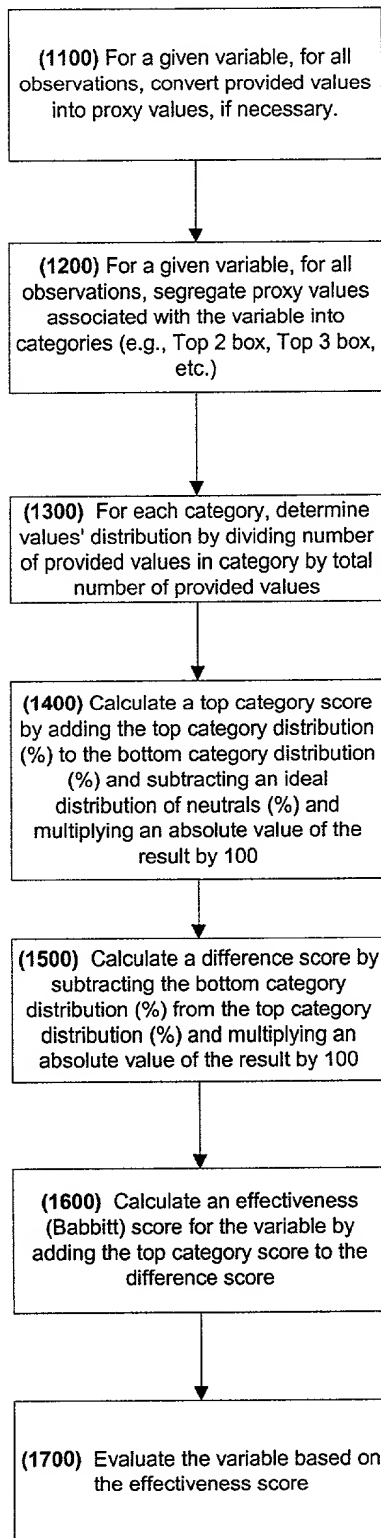 (1100) For a given variable, for all
observations, convert provided values
into proxy values, if necessary.
(1200) For a given variable, for all
observations, segregate proxy values
associated with the variable into
categories (e.g., Top 2 box, Top 3 box,
etc.)
(1300) For each category, determine
values' distribution by dividing number
of provided values in category by total
number of provided values
(1400) Calculate a top category score
by adding the top category distribution
(%) to the bottom category distribution
(%) and subtracting an ideal
distribution of neutrals (%) and
multiplying an absolute value of the
result by 100
(1500) Calculate a difference score by
subtracting the bottom category
distribution (%) from the top category
distribution (%) and multiplying an
absolute value of the result by 100
(1600) Calculate an effectiveness
(Babbitt) score for the variable by
adding the top category score to the
difference score
(1700) Evaluate the variable based on
the effectiveness score